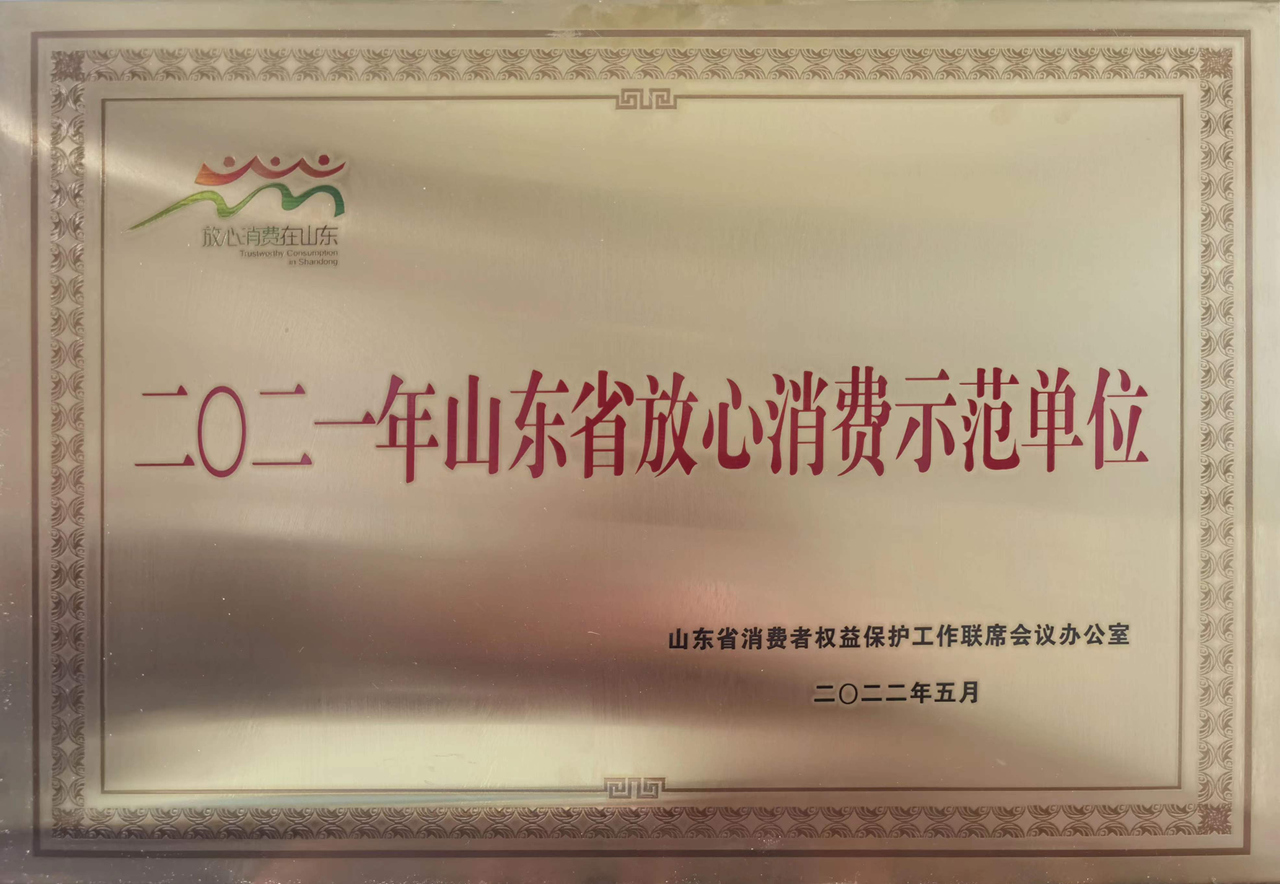 放心消费在山东
Trustworthy Consumption
in Shandong
二〇二一年山东省放心消费示范单位
山东省消费者权益保护工作联席会议办公室
二〇二二年五月